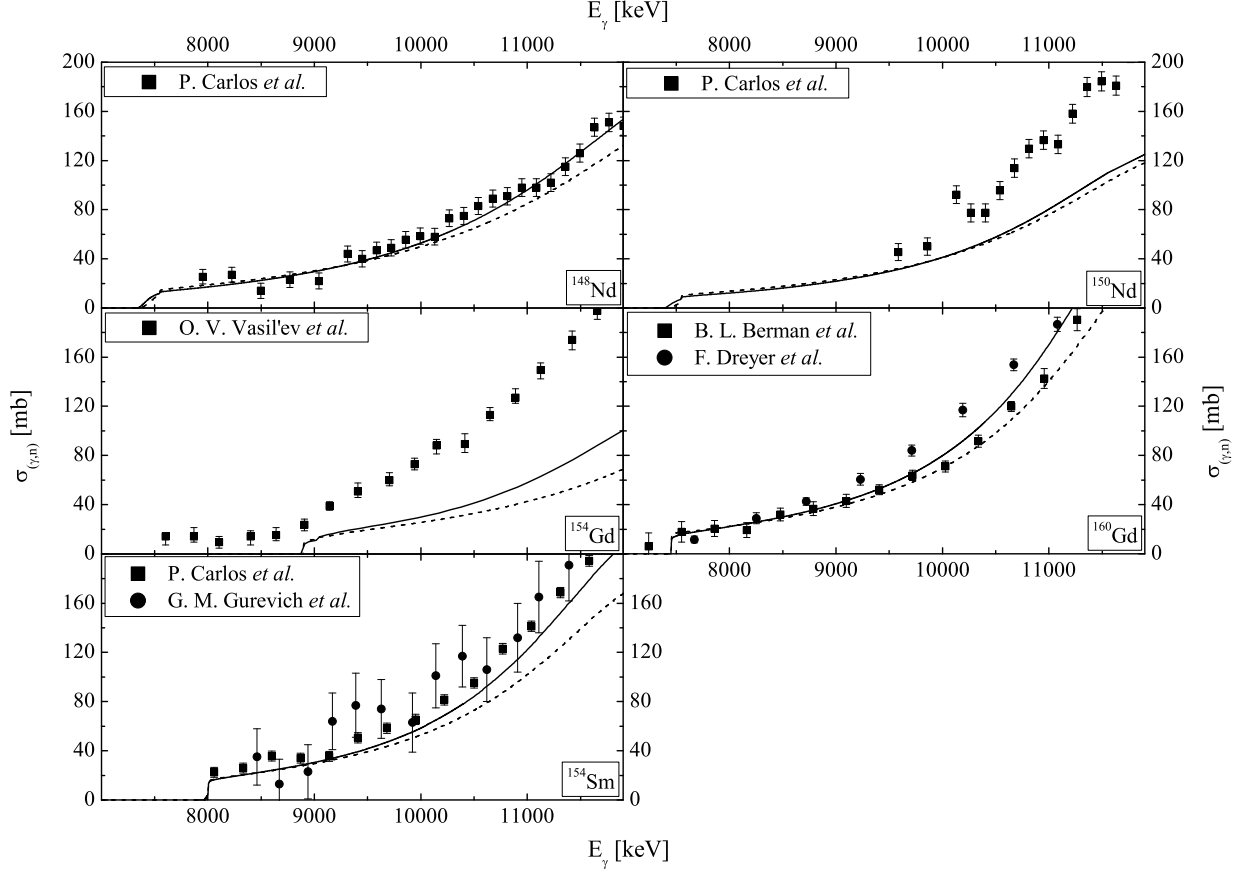 E_γ [keV]
8000 9000 10000 11000 8000 9000 10000 11000
200 200
160 160
120 120
80 80
40 40
0 0
P. Carlos et al.
¹⁴⁸Nd
P. Carlos et al.
¹⁵⁰Nd
σ_(γ,n) [mb]
160
120
80
40
0
O. V. Vasil'ev et al.
¹⁵⁴Gd
B. L. Berman et al.
F. Dreyer et al.
¹⁶⁰Gd
160
120
80
40
0
σ_(γ,n) [mb]
8000 9000 10000 11000
160 160
120 120
80 80
40 40
0 0
P. Carlos et al.
G. M. Gurevich et al.
¹⁵⁴Sm
8000 9000 10000 11000
E_γ [keV]